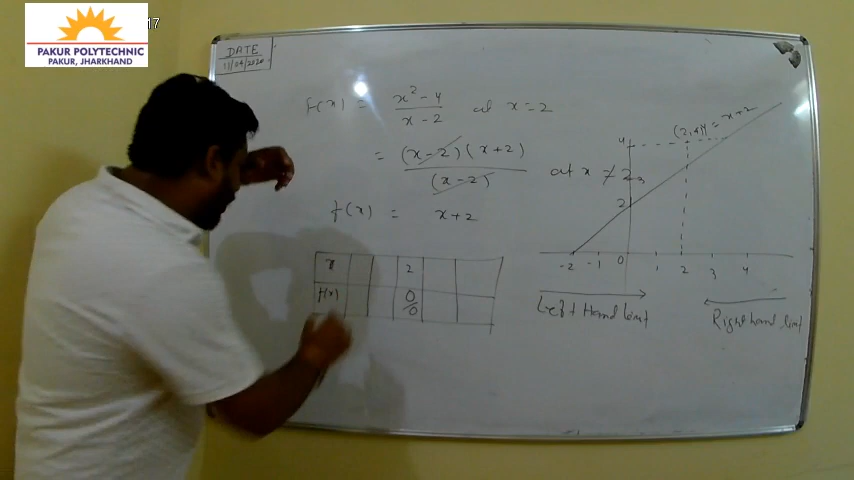 17
PAKUR POLYTECHNIC
PAKUR, JHARKHAND
DATE
11/04/2020
f(x) = x² - 4 / x - 2 at x = 2
= (x - 2)(x + 2) / (x - 2) at x ≠ 2
f(x) = x + 2
x 2
f(x) 0/0
(2,4) y = x + 2
4
2
-2 -1 0 1 2 3 4
Left Hand limit
Right hand limit